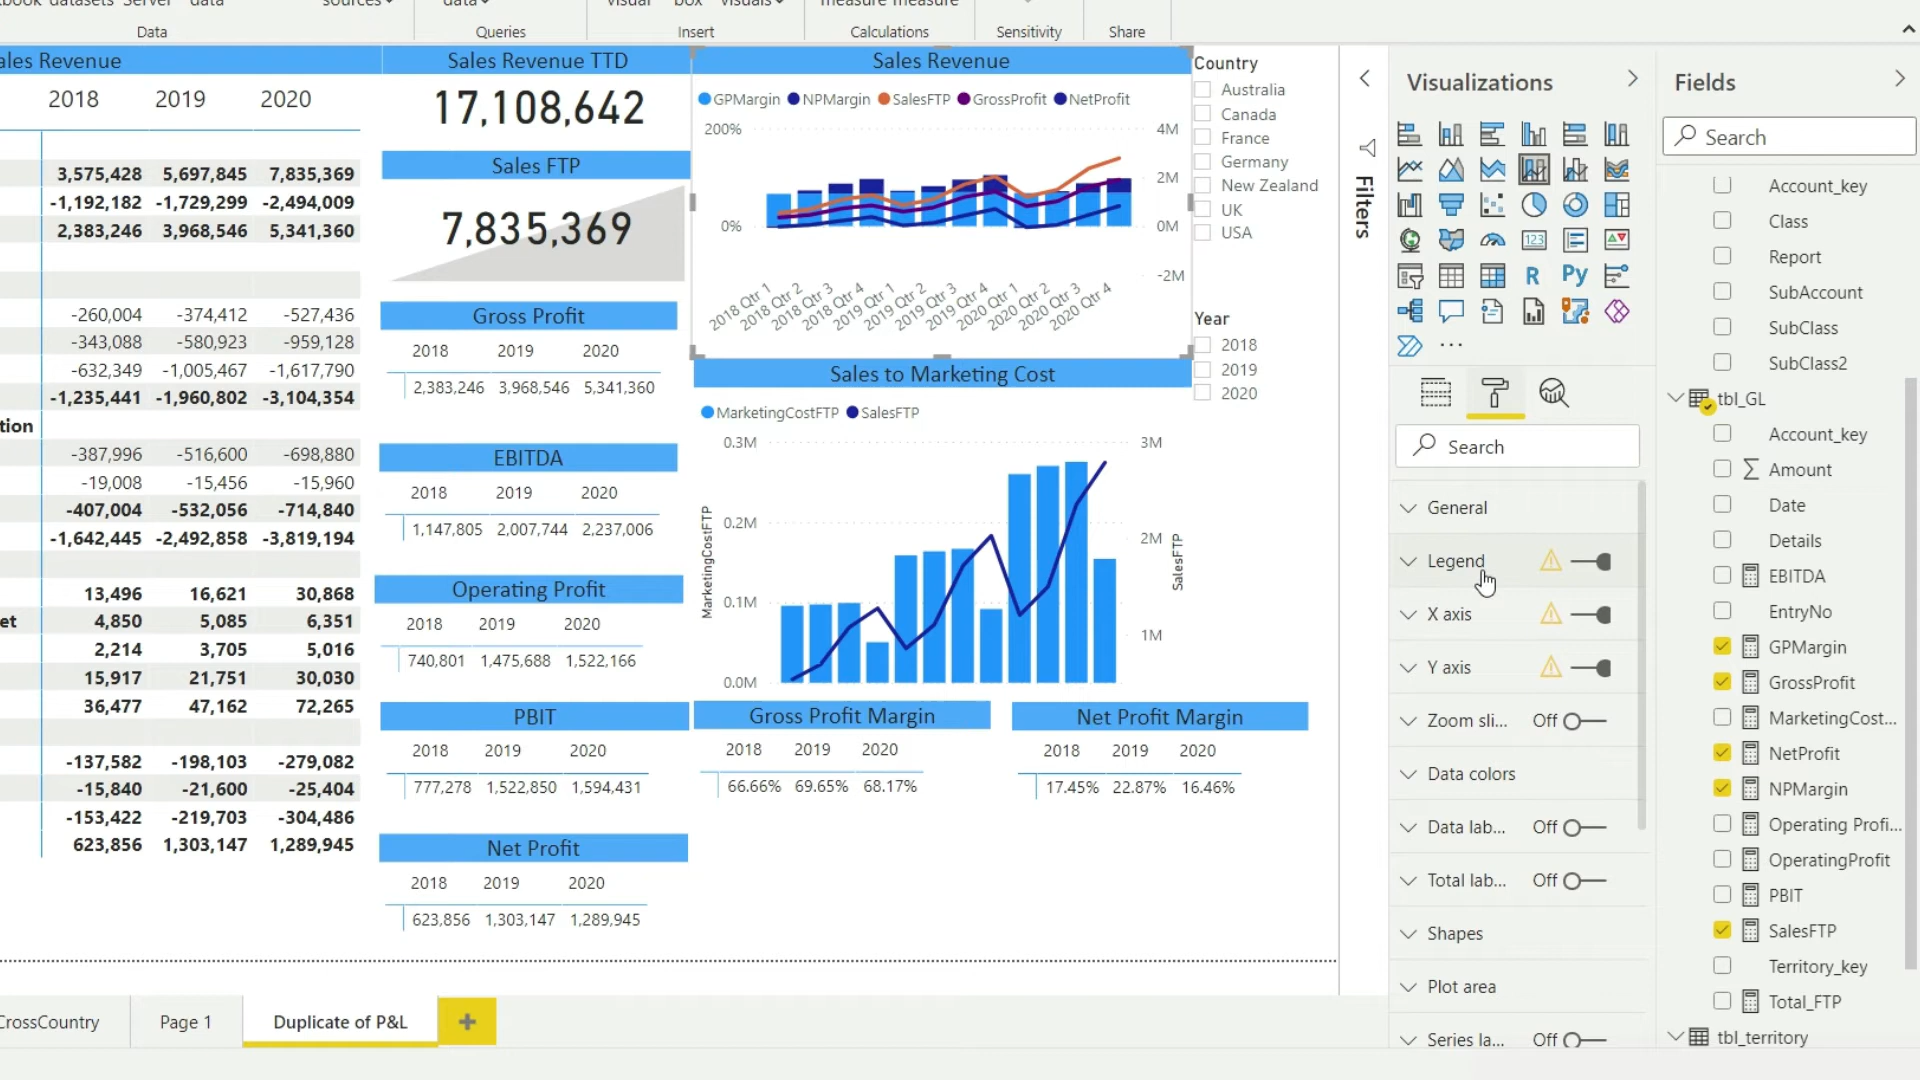 book datasets Server data
sources
data
visual box visuals
measure measure
Data
Queries
Insert
Calculations
Sensitivity
Share
ales Revenue
2018 2019 2020
3,575,428 5,697,845 7,835,369
-1,192,182 -1,729,299 -2,494,009
2,383,246 3,968,546 5,341,360
-260,004 -374,412 -527,436
-343,088 -580,923 -959,128
-632,349 -1,005,467 -1,617,790
-1,235,441 -1,960,802 -3,104,354
tion
-387,996 -516,600 -698,880
-19,008 -15,456 -15,960
-407,004 -532,056 -714,840
-1,642,445 -2,492,858 -3,819,194
13,496 16,621 30,868
et 4,850 5,085 6,351
2,214 3,705 5,016
15,917 21,751 30,030
36,477 47,162 72,265
-137,582 -198,103 -279,082
-15,840 -21,600 -25,404
-153,422 -219,703 -304,486
623,856 1,303,147 1,289,945
Sales Revenue TTD
17,108,642
Sales FTP
7,835,369
Gross Profit
2018 2019 2020
2,383,246 3,968,546 5,341,360
EBITDA
2018 2019 2020
1,147,805 2,007,744 2,237,006
Operating Profit
2018 2019 2020
740,801 1,475,688 1,522,166
PBIT
2018 2019 2020
777,278 1,522,850 1,594,431
Net Profit
2018 2019 2020
623,856 1,303,147 1,289,945
Sales Revenue
GPMargin NPMargin SalesFTP GrossProfit NetProfit
200% 4M
2M
0% 0M
-2M
2018 Qtr 1
2018 Qtr 2
2018 Qtr 3
2018 Qtr 4
2019 Qtr 1
2019 Qtr 2
2019 Qtr 3
2019 Qtr 4
2020 Qtr 1
2020 Qtr 2
2020 Qtr 3
2020 Qtr 4
Sales to Marketing Cost
MarketingCostFTP SalesFTP
0.3M 3M
0.2M 2M
0.1M 1M
0.0M
MarketingCostFTP
SalesFTP
Gross Profit Margin
2018 2019 2020
66.66% 69.65% 68.17%
Net Profit Margin
2018 2019 2020
17.45% 22.87% 16.46%
Country
Australia
Canada
France
Germany
New Zealand
UK
USA
Year
2018
2019
2020
Filters
Visualizations
123
R
Py
...
Search
General
Legend
X axis
Y axis
Zoom sli... Off
Data colors
Data lab... Off
Total lab... Off
Shapes
Plot area
Series la... Off
Fields
Search
Account_key
Class
Report
SubAccount
SubClass
SubClass2
tbl_GL
Account_key
Amount
Date
Details
EBITDA
EntryNo
GPMargin
GrossProfit
MarketingCost...
NetProfit
NPMargin
Operating Profi...
OperatingProfit
PBIT
SalesFTP
Territory_key
Total_FTP
tbl_territory
CrossCountry
Page 1
Duplicate of P&L
+